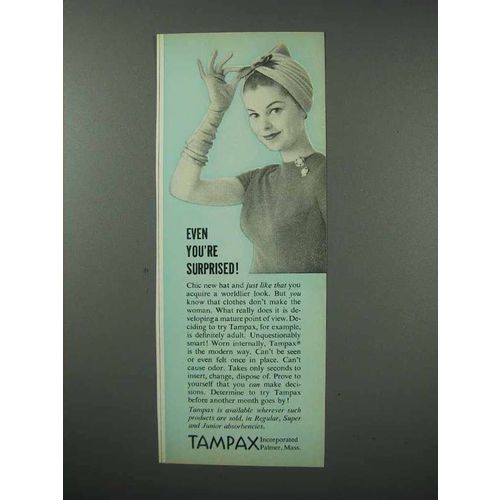 EVEN
YOU'RE
SURPRISED!
Chic new hat and just like that you
acquire a worldlier look. But you
know that clothes don't make the
woman. What really does it is de-
veloping a mature point of view. De-
ciding to try Tampax, for example,
is definitely adult. Unquestionably
smart! Worn internally, Tampax®
is the modern way. Can't be seen
or even felt once in place. Can't
cause odor. Takes only seconds to
insert, change, dispose of. Prove to
yourself that you can make deci-
sions. Determine to try Tampax
before another month goes by!
Tampax is available wherever such
products are sold, in Regular, Super
and Junior absorbencies.
TAMPAX Incorporated
Palmer, Mass.